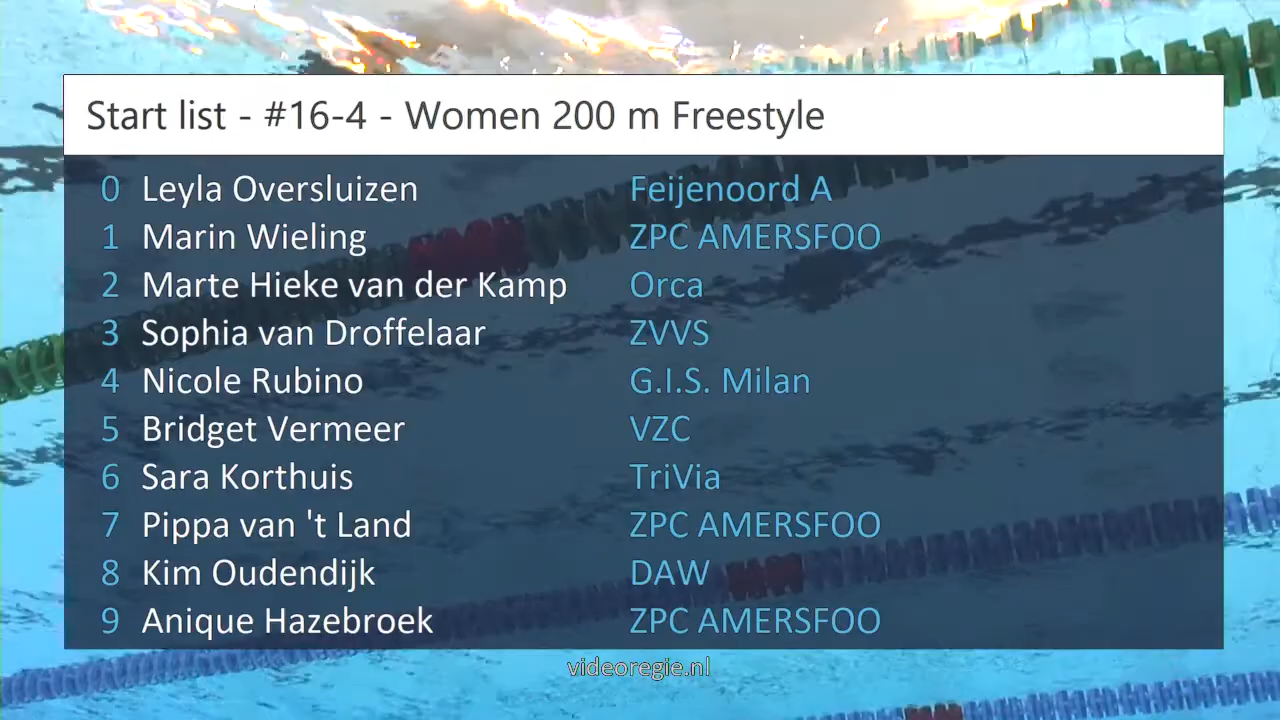 Start list - #16-4 - Women 200 m Freestyle
0 Leyla Oversluizen Feijenoord A
1 Marin Wieling ZPC AMERSFOO
2 Marte Hieke van der Kamp Orca
3 Sophia van Droffelaar ZVVS
4 Nicole Rubino G.I.S. Milan
5 Bridget Vermeer VZC
6 Sara Korthuis TriVia
7 Pippa van 't Land ZPC AMERSFOO
8 Kim Oudendijk DAW
9 Anique Hazebroek ZPC AMERSFOO
videoregie.nl